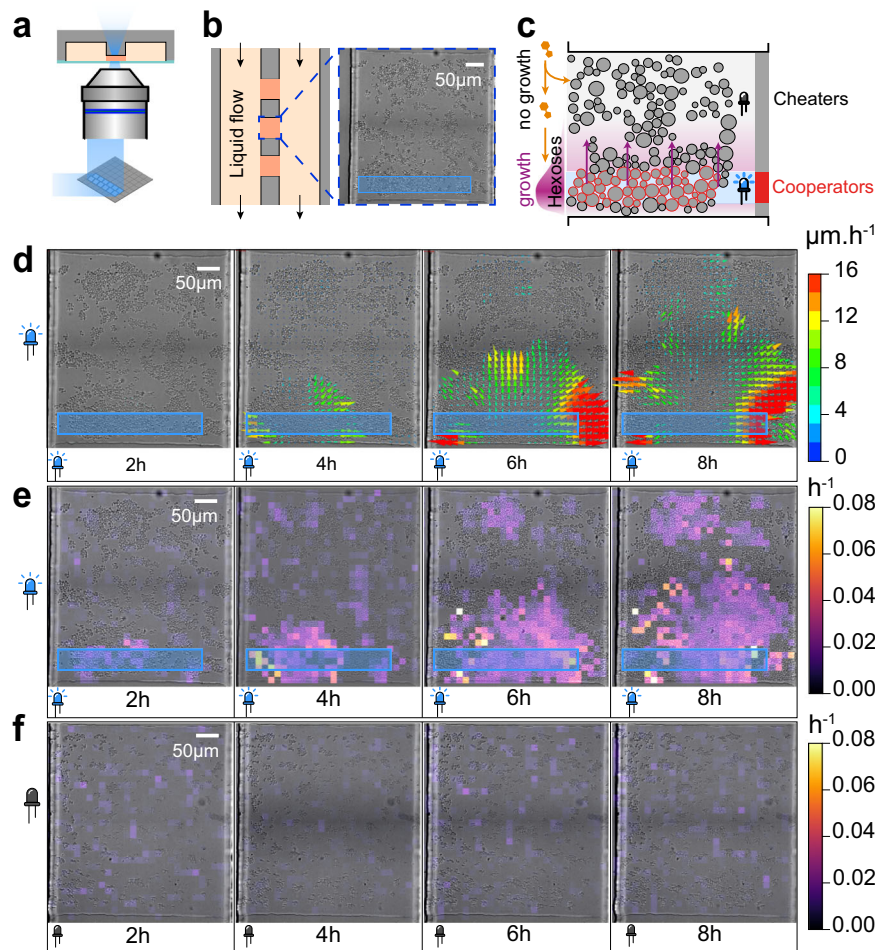 a
b
c
50µm
Liquid flow
no growth
growth
Hexoses
Cheaters
Cooperators
d
µm.h⁻¹
50µm
16
12
8
4
0
2h
4h
6h
8h
e
h⁻¹
50µm
0.08
0.06
0.04
0.02
0.00
2h
4h
6h
8h
f
h⁻¹
50µm
0.08
0.06
0.04
0.02
0.00
2h
4h
6h
8h